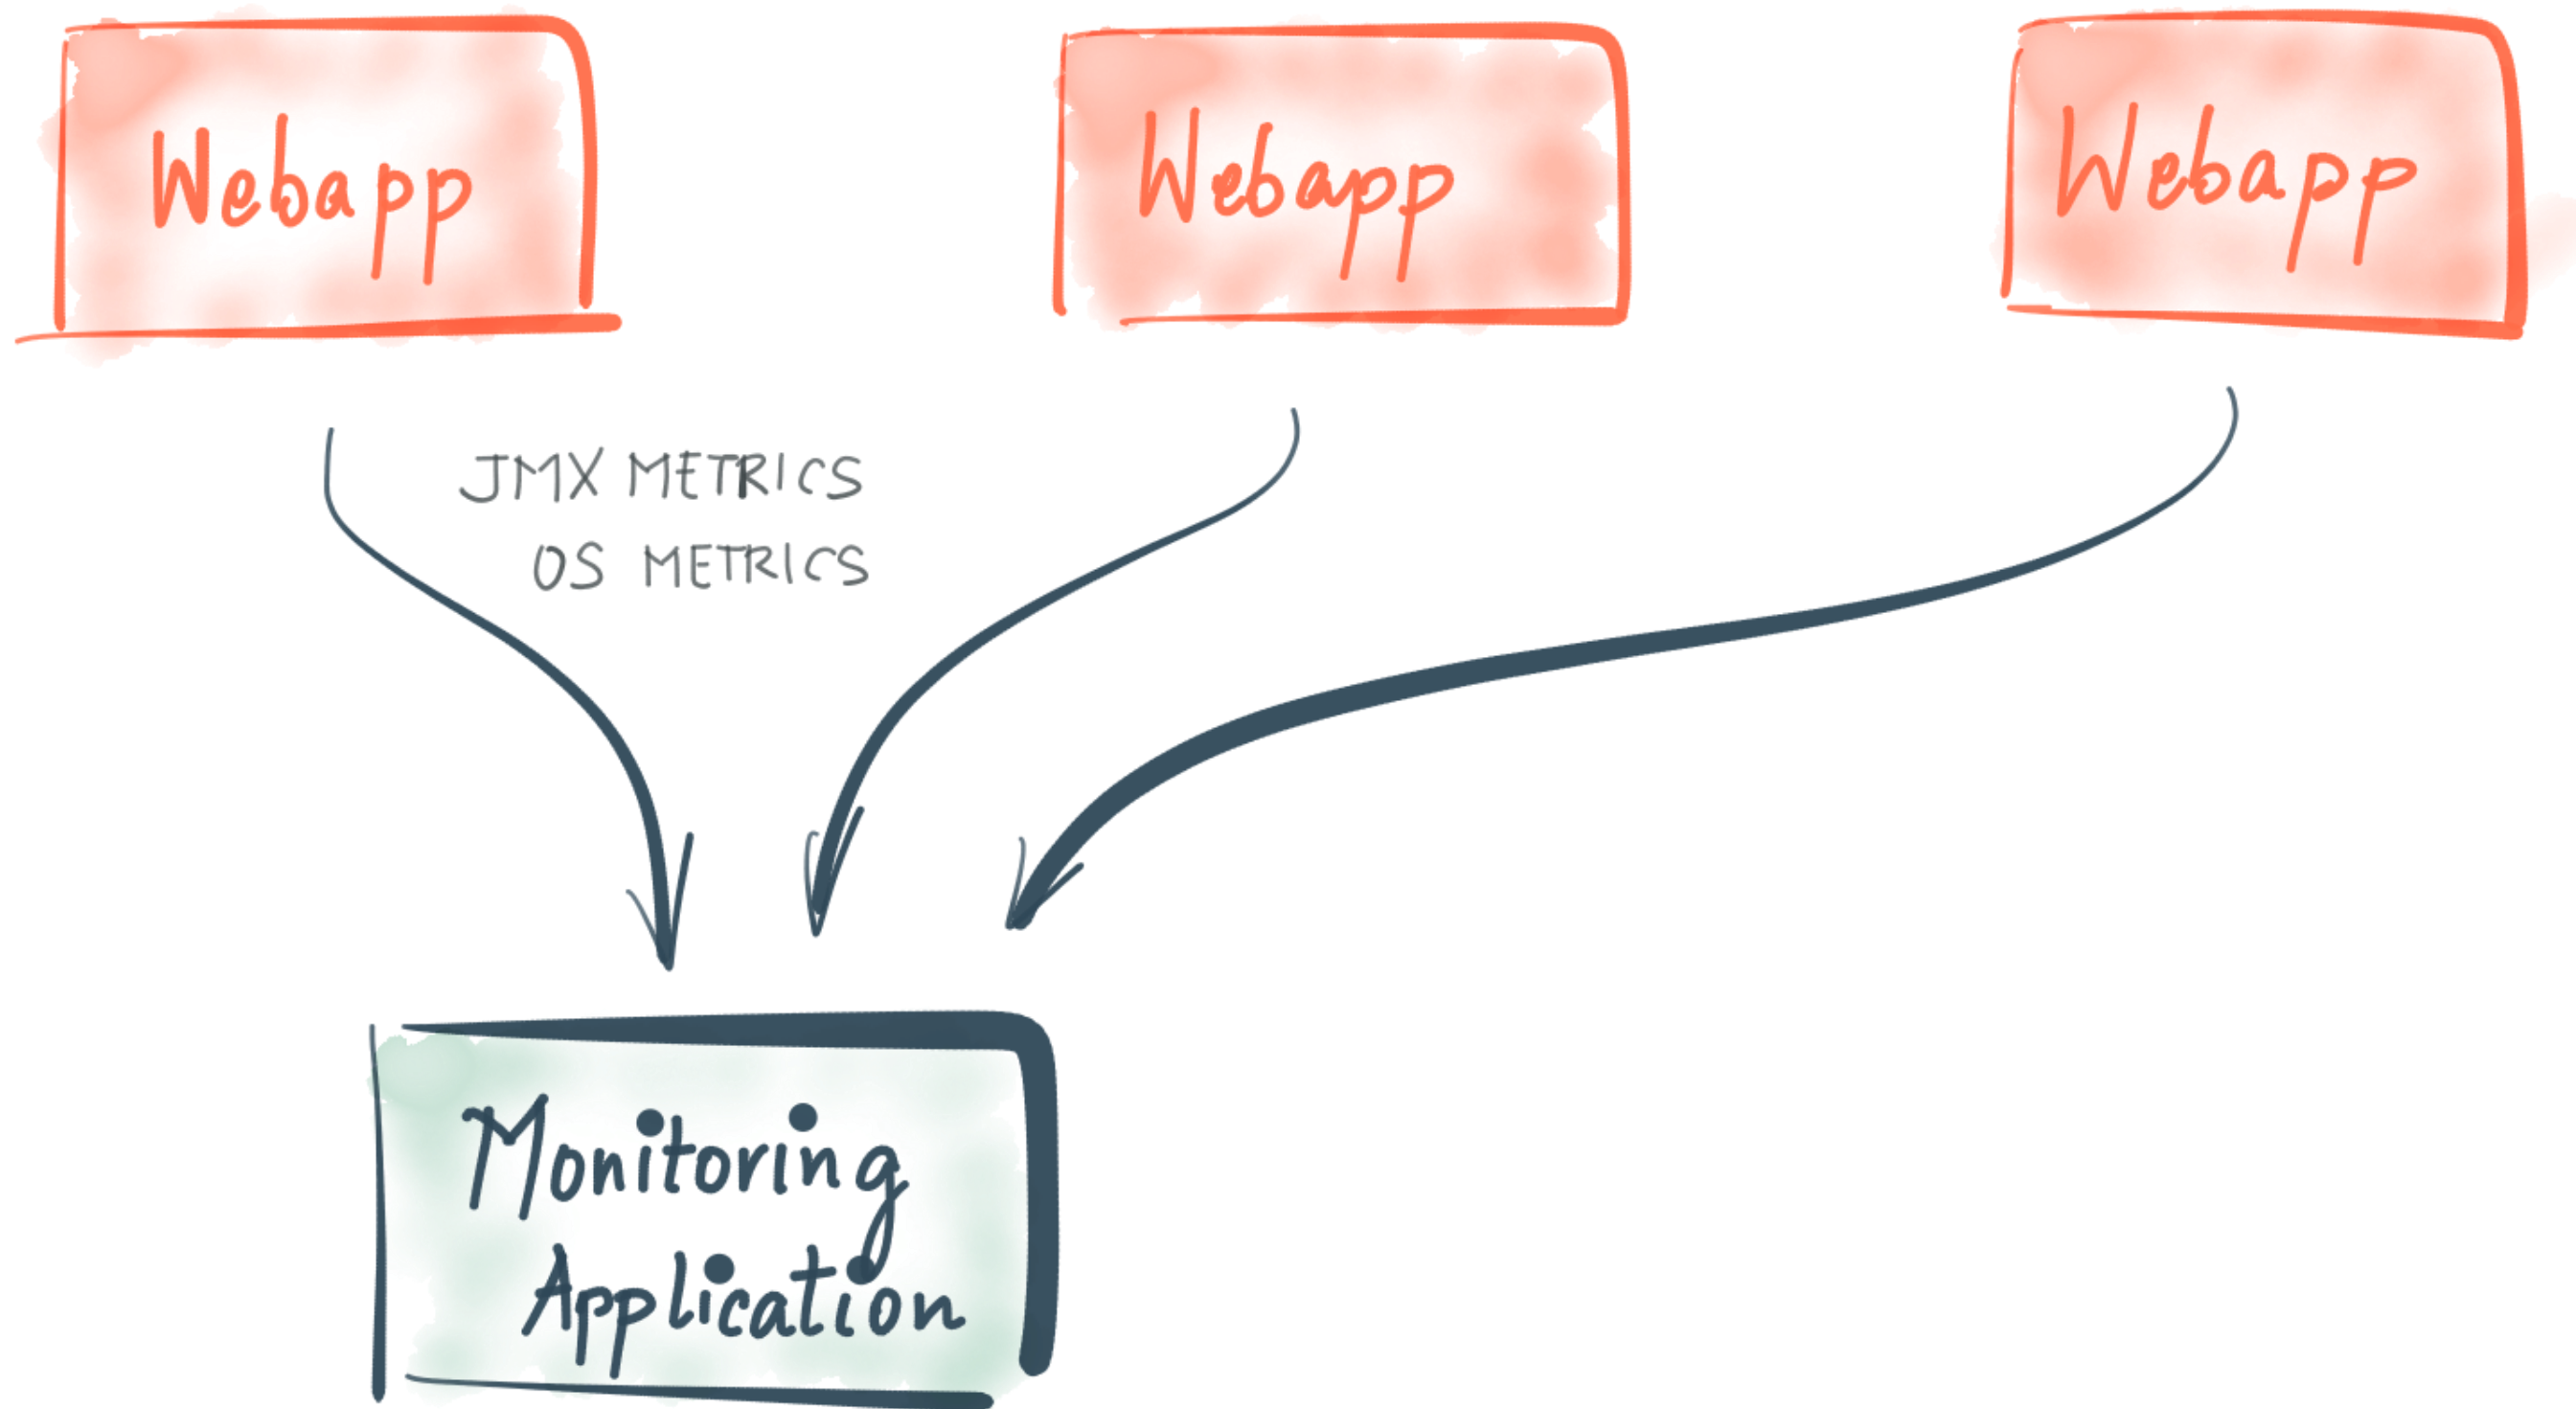 Webapp
Webapp
Webapp
JMX METRICS
OS METRICS
Monitoring
Application